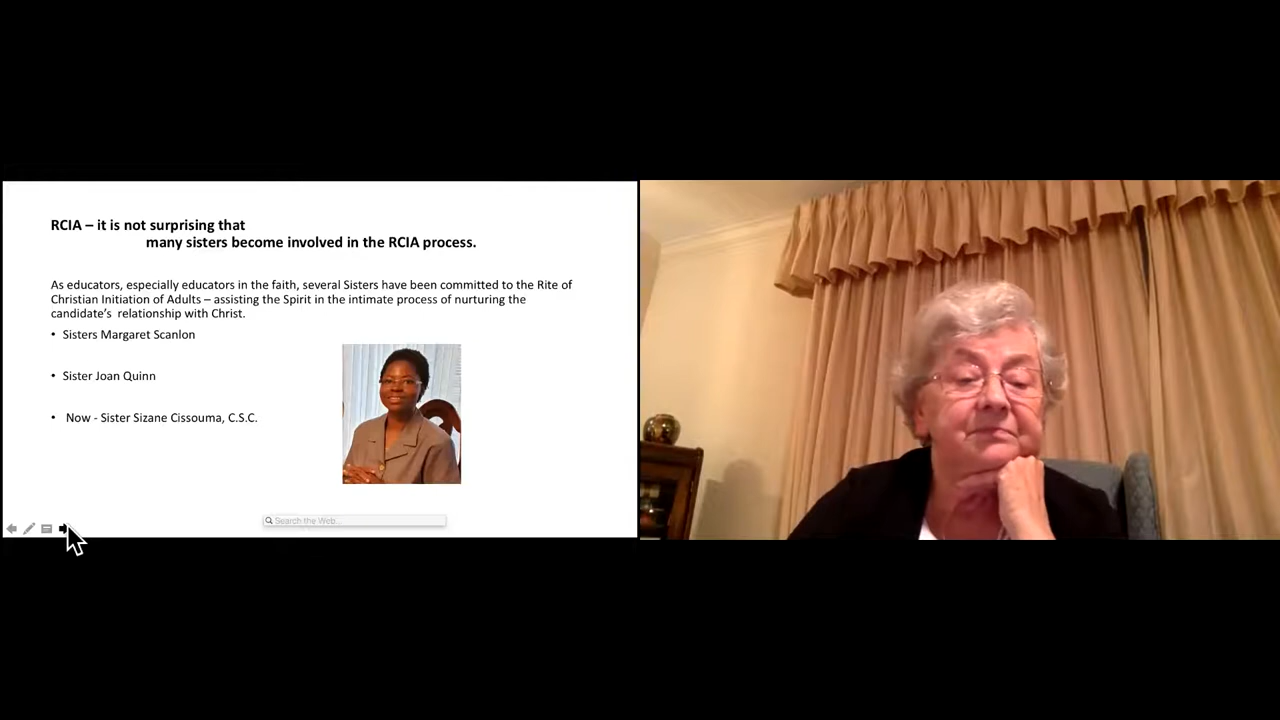 RCIA – it is not surprising that
many sisters become involved in the RCIA process.
As educators, especially educators in the faith, several Sisters have been committed to the Rite of
Christian Initiation of Adults – assisting the Spirit in the intimate process of nurturing the
candidate’s  relationship with Christ.
• Sisters Margaret Scanlon
• Sister Joan Quinn
• Now - Sister Sizane Cissouma, C.S.C.
Search the Web...